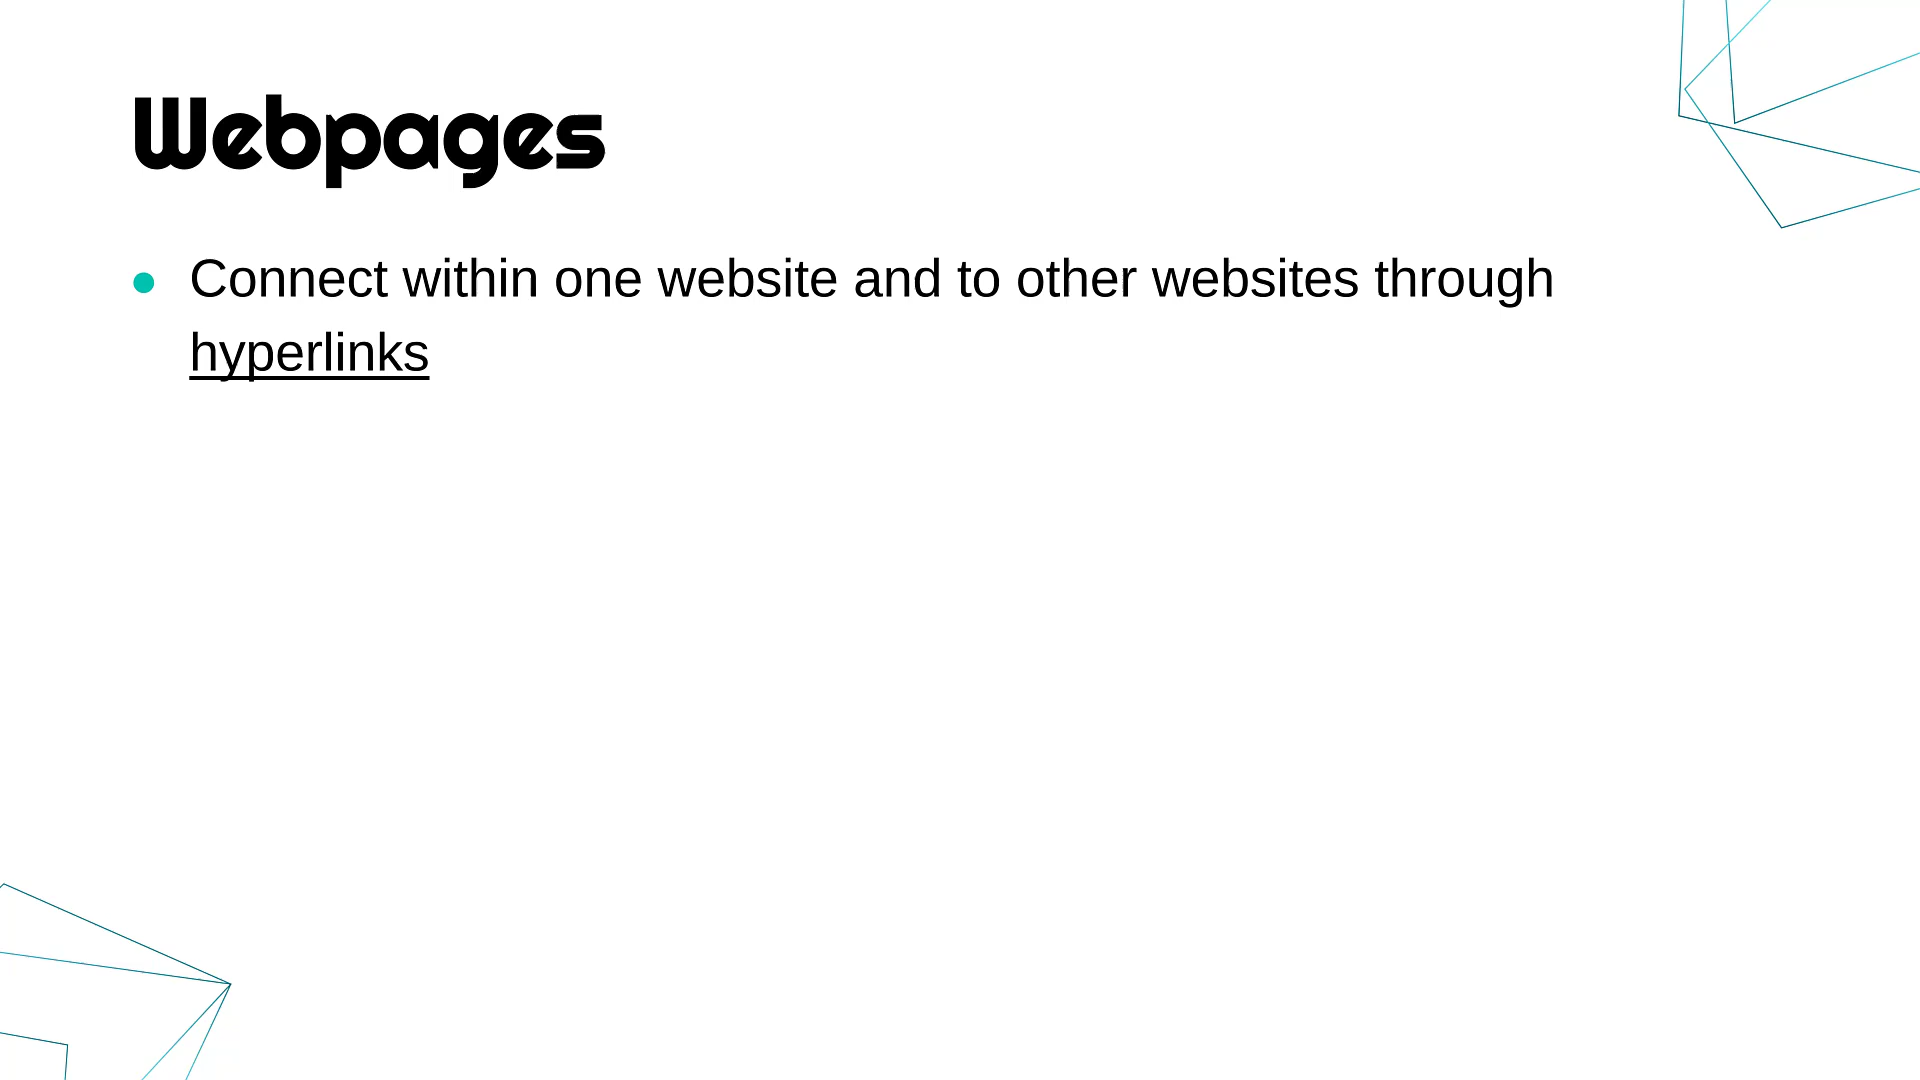 Webpages
● Connect within one website and to other websites through
hyperlinks